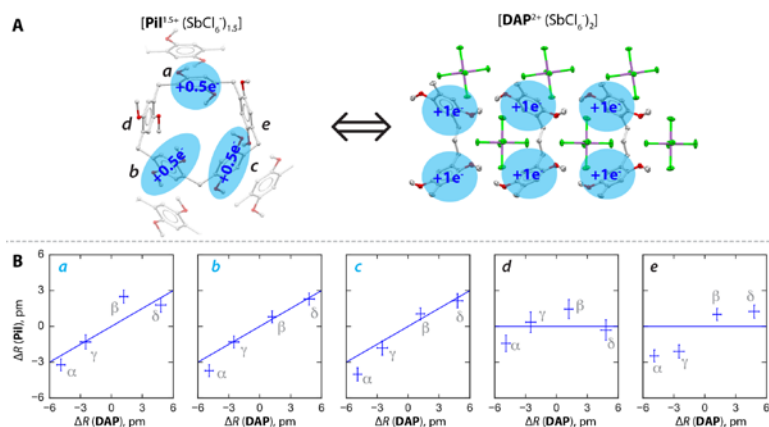 A
[Pil1.5+ (SbCl6-)1.5]
[DAP2+ (SbCl6-)2]
a
+0.5e-
d
e
b
+0.5e-
+0.5e-
c
+1e-
+1e-
+1e-
+1e-
+1e-
+1e-
B
a
b
c
d
e
ΔR (Pil), pm
6
3
0
-3
-6
α
γ
β
δ
α
γ
β
δ
α
γ
β
δ
α
γ
β
δ
α
γ
β
δ
-6 -3 0 3 6
-6 -3 0 3 6
-6 -3 0 3 6
-6 -3 0 3 6
-6 -3 0 3 6
ΔR (DAP), pm
ΔR (DAP), pm
ΔR (DAP), pm
ΔR (DAP), pm
ΔR (DAP), pm